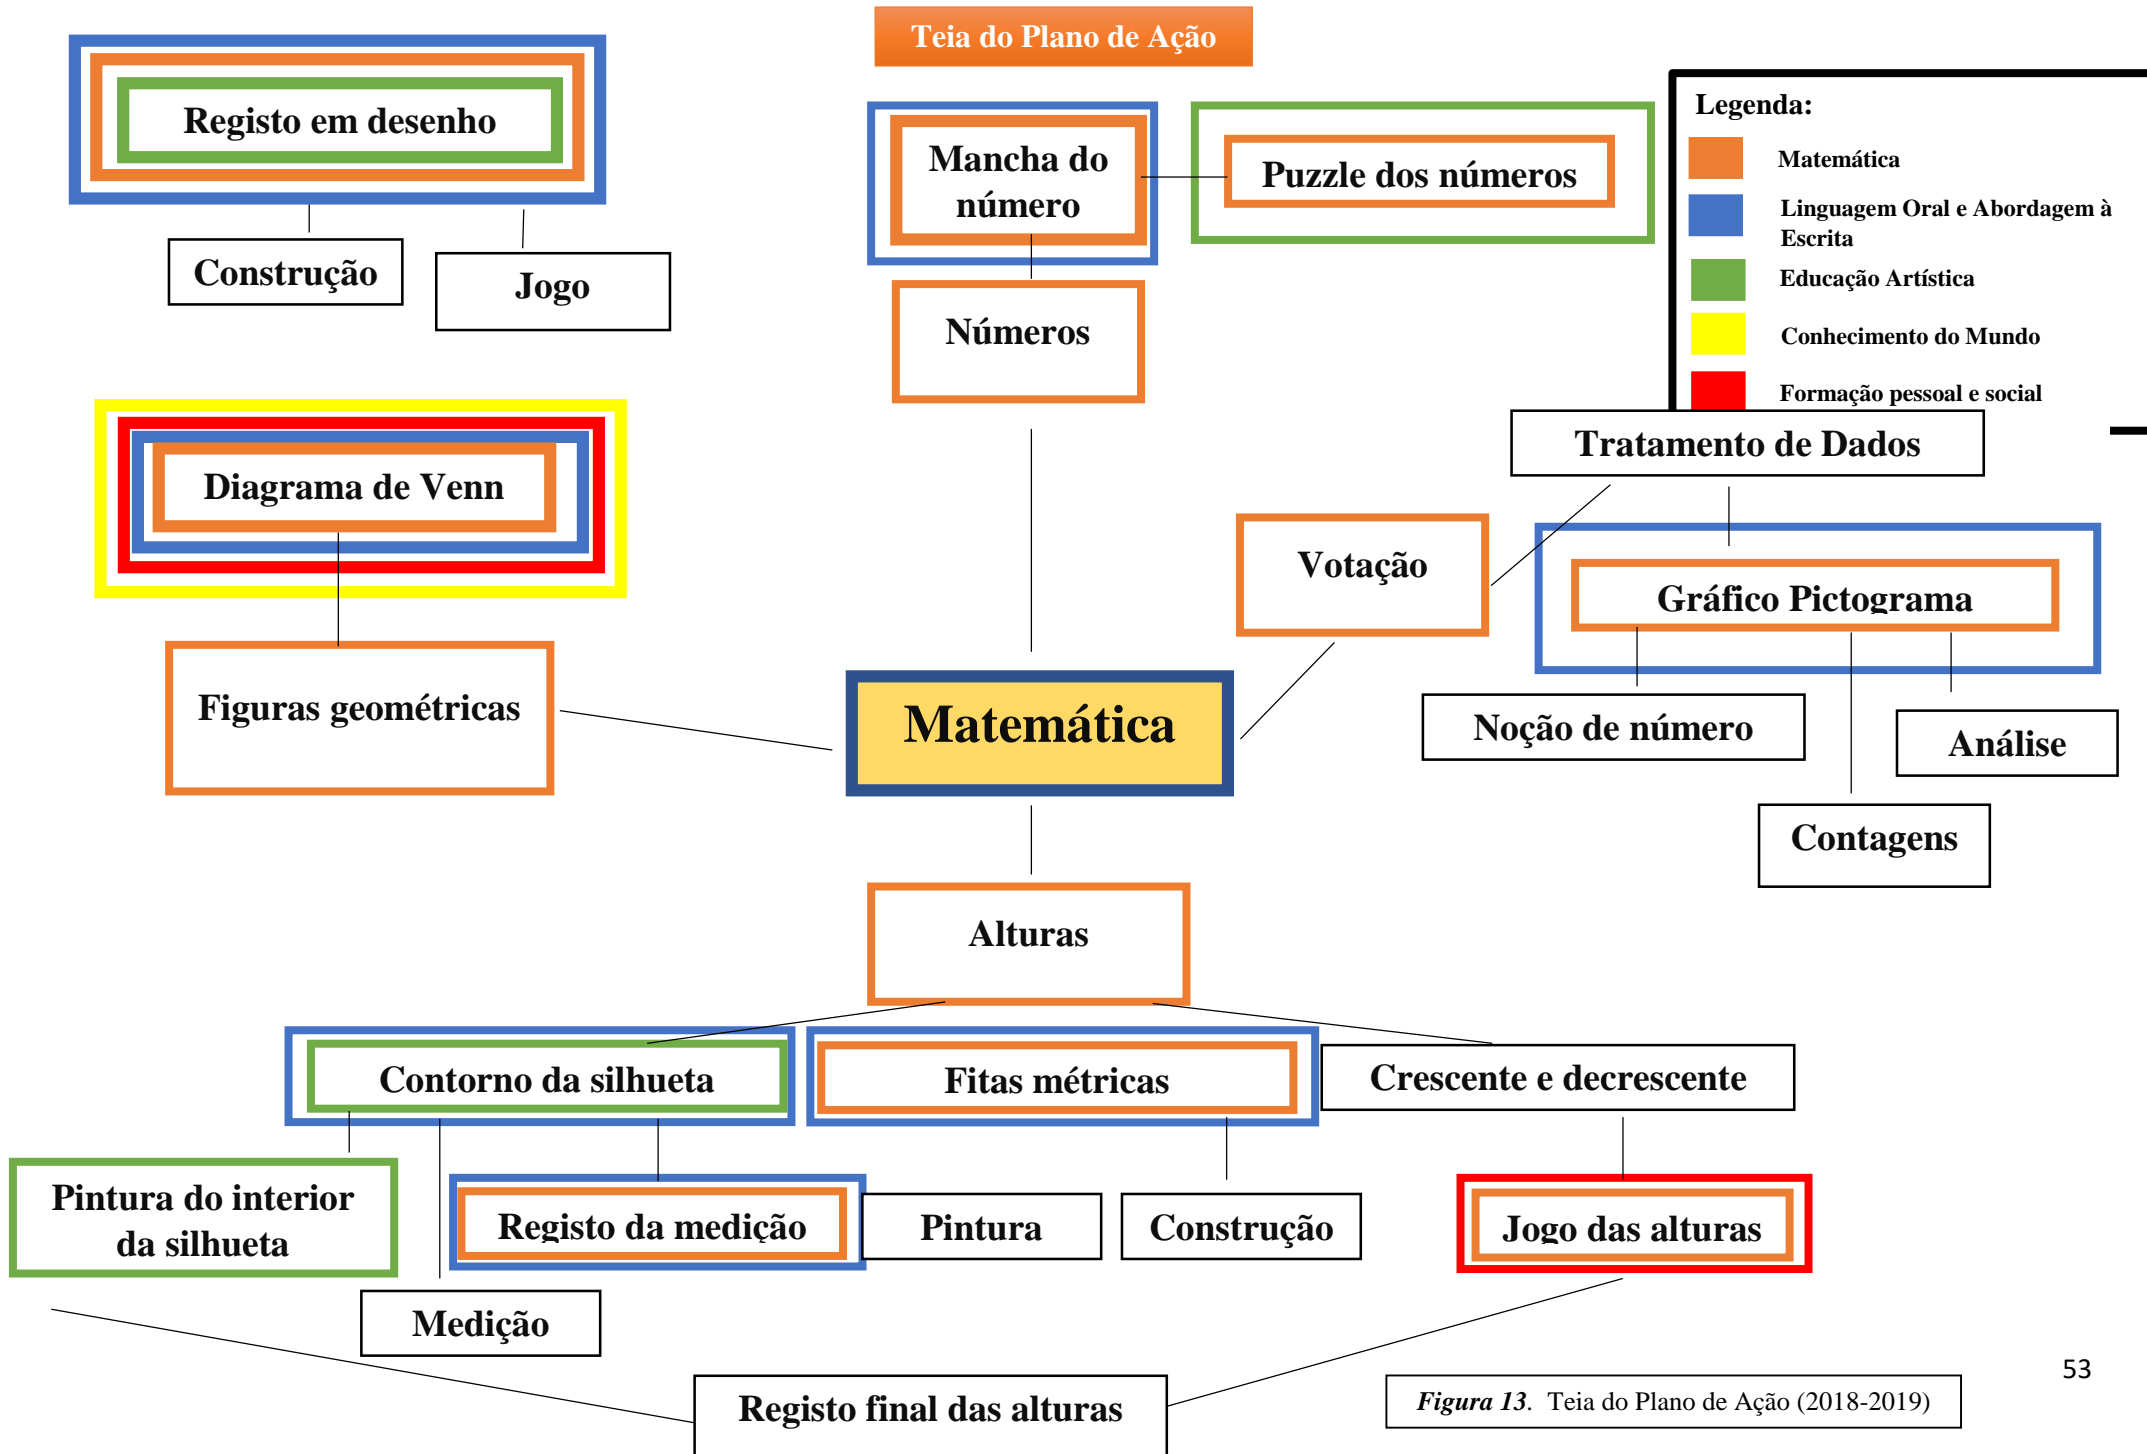 Teia do Plano de Ação
Registo em desenho
Construção
Jogo
Mancha do
número
Puzzle dos números
Números
Legenda:
Matemática
Linguagem Oral e Abordagem à
Escrita
Educação Artística
Conhecimento do Mundo
Formação pessoal e social
Diagrama de Venn
Figuras geométricas
Tratamento de Dados
Votação
Gráfico Pictograma
Noção de número
Análise
Contagens
Matemática
Alturas
Contorno da silhueta
Fitas métricas
Crescente e decrescente
Pintura do interior
da silhueta
Registo da medição
Pintura
Construção
Jogo das alturas
Medição
Registo final das alturas
Figura 13. Teia do Plano de Ação (2018-2019)
53